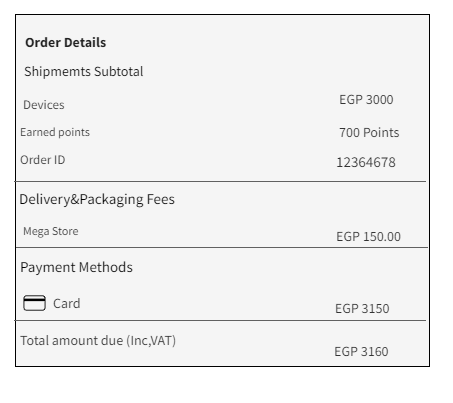 Order Details
Shipmemts Subtotal
Devices EGP 3000
Earned points 700 Points
Order ID 12364678
Delivery&Packaging Fees
Mega Store EGP 150.00
Payment Methods
Card EGP 3150
Total amount due (Inc,VAT) EGP 3160